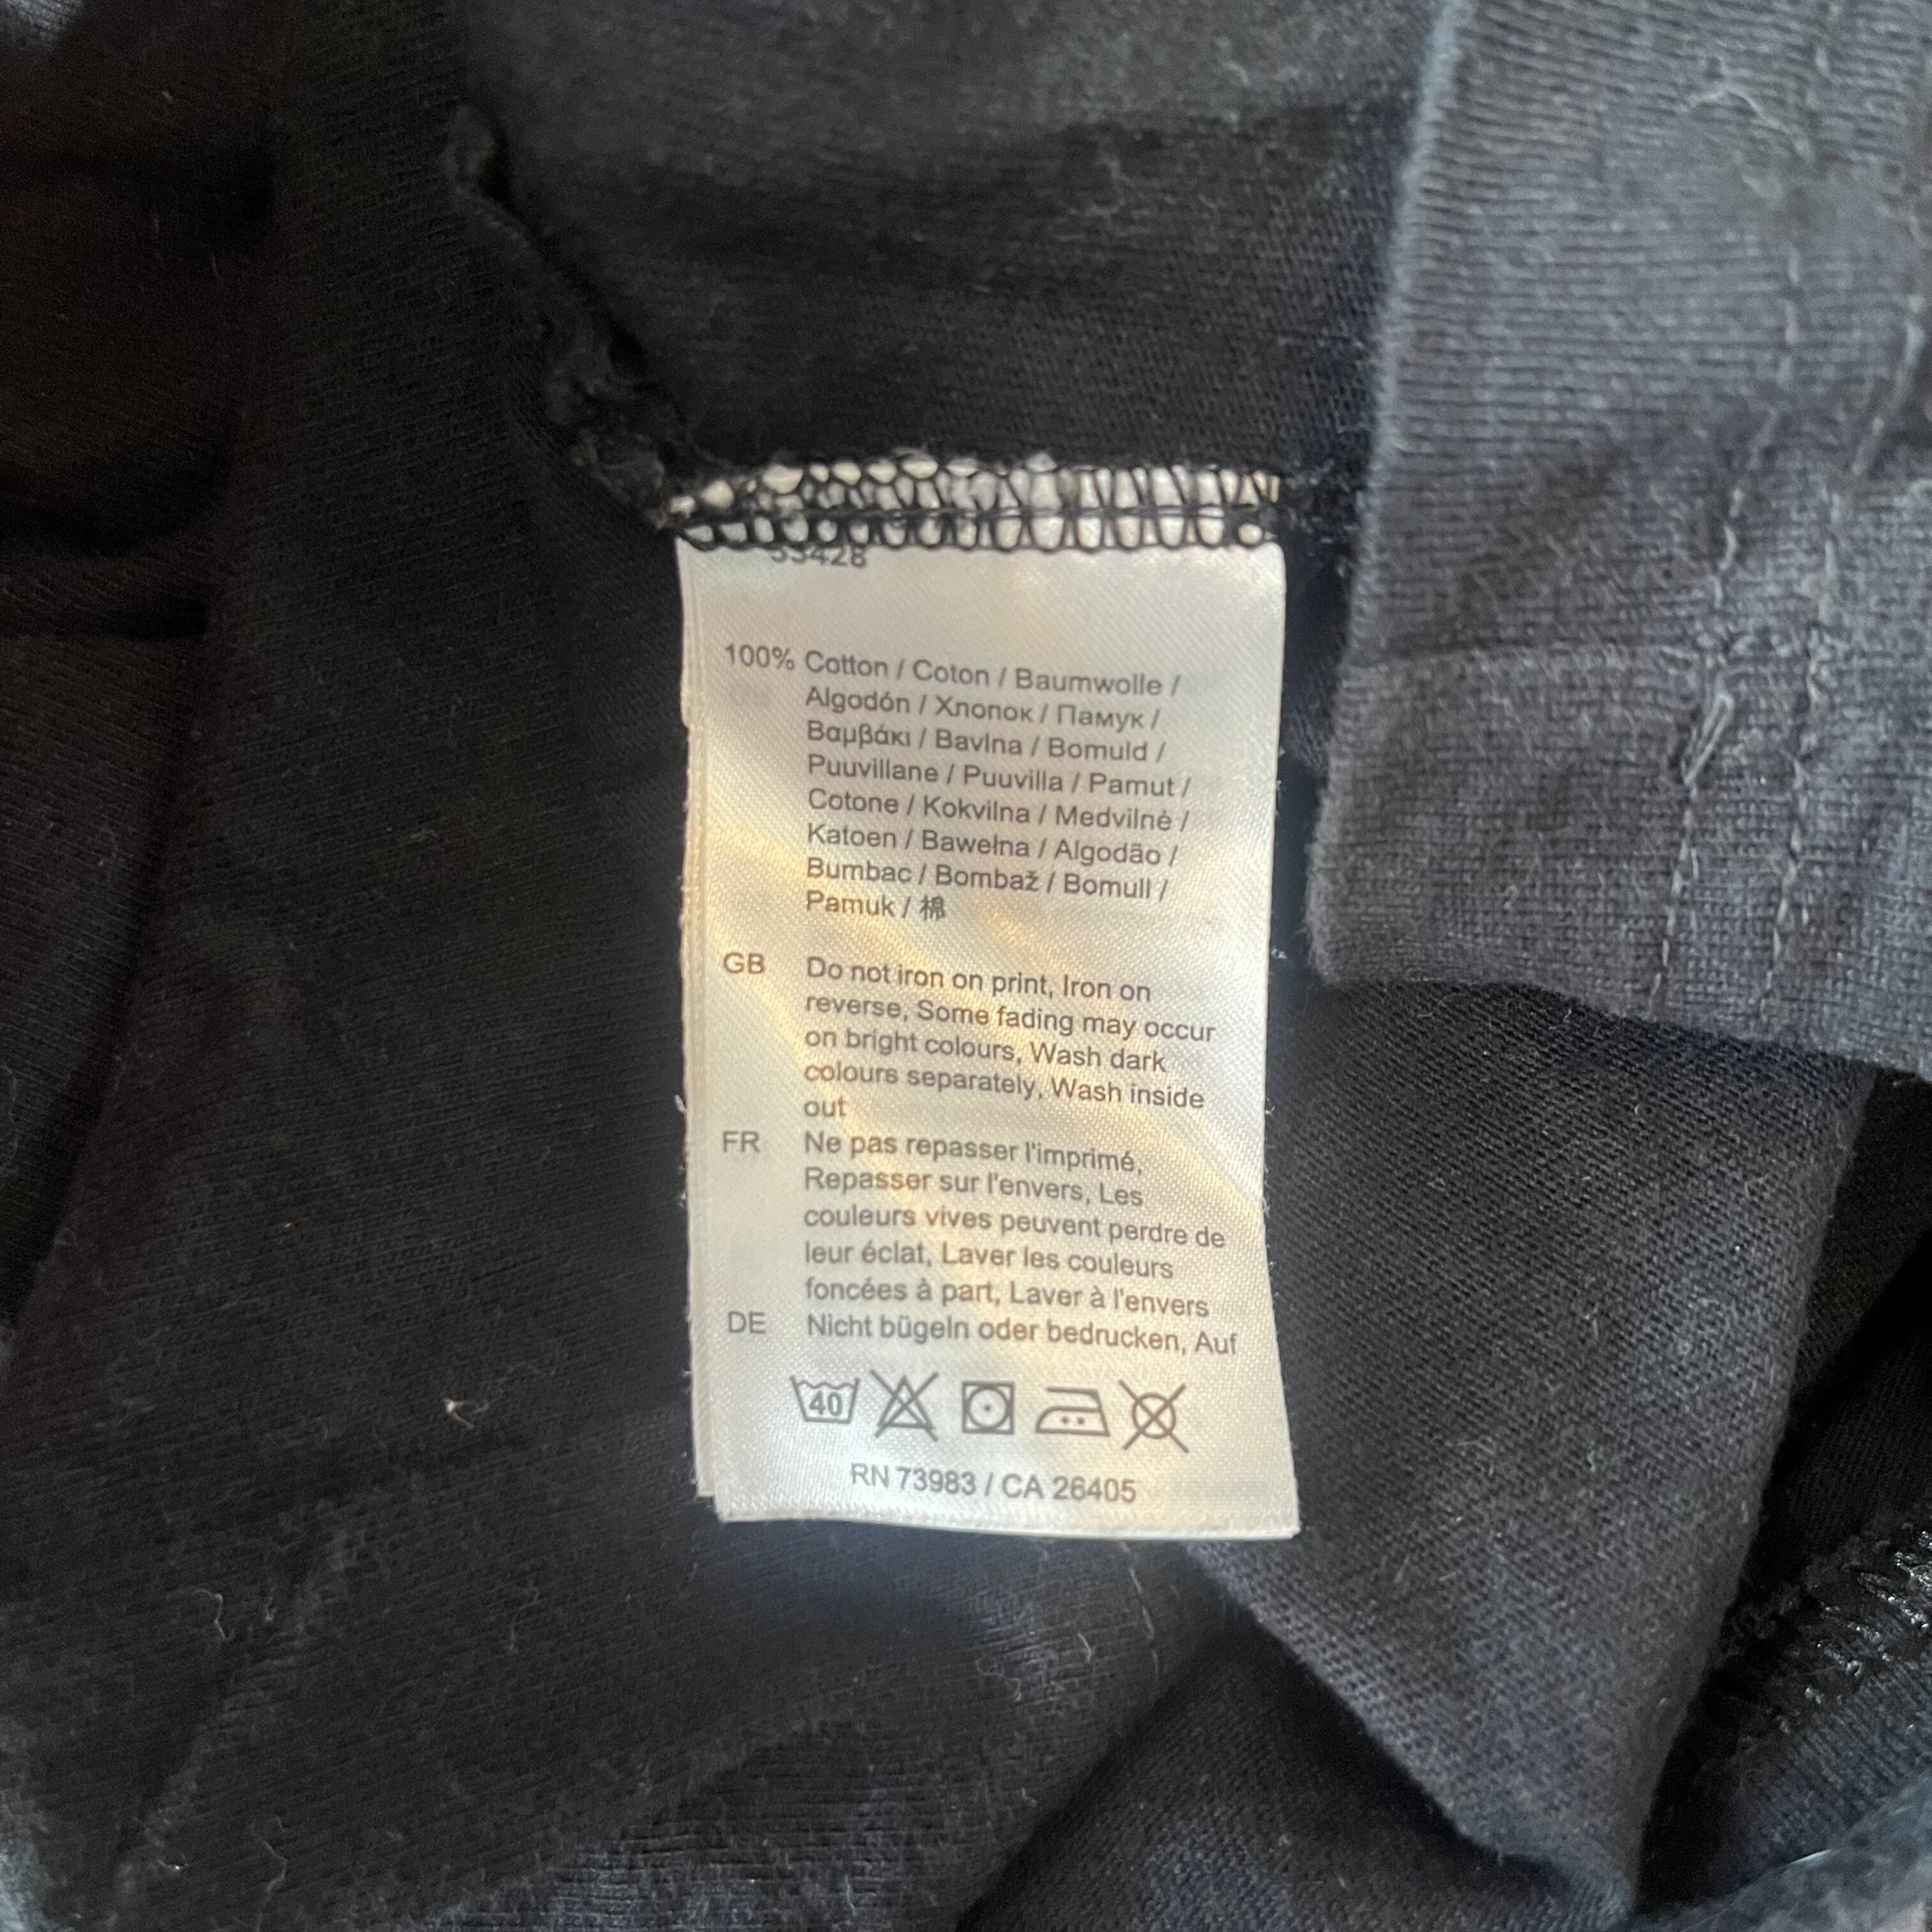 53428
100% Cotton / Coton / Baumwolle /
Algodón / Хлопок / Памук /
Βαμβάκι / Bavlna / Bomuld /
Puuvillane / Puuvilla / Pamut /
Cotone / Kokvilna / Medvilnė /
Katoen / Bawełna / Algodão /
Bumbac / Bombaž / Bomull /
Pamuk / 棉
GB Do not iron on print, Iron on
reverse, Some fading may occur
on bright colours, Wash dark
colours separately, Wash inside
out
FR Ne pas repasser l'imprimé,
Repasser sur l'envers, Les
couleurs vives peuvent perdre de
leur éclat, Laver les couleurs
foncées à part, Laver à l'envers
DE Nicht bügeln oder bedrucken, Auf
40
RN 73983 / CA 26405